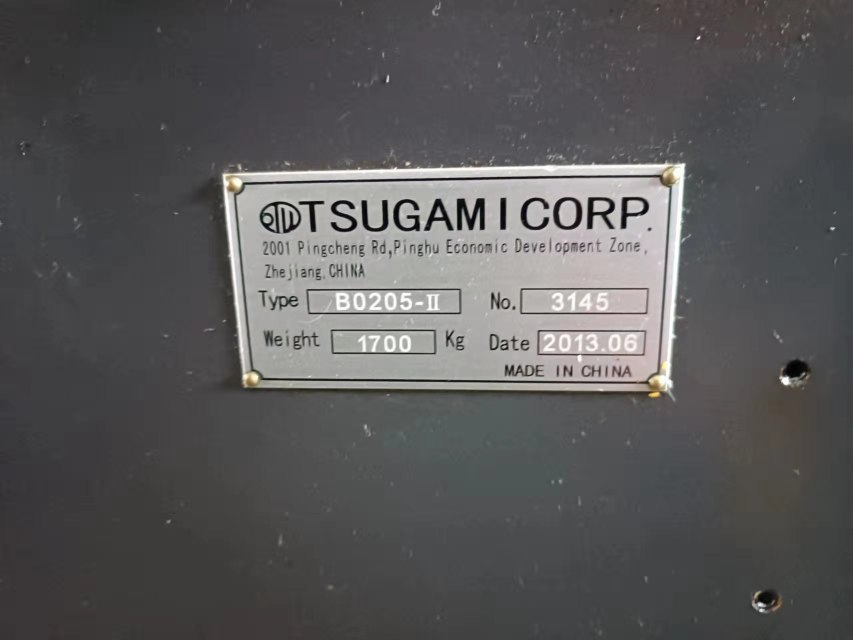 TSUGAMI CORP.
2001 Pingcheng Rd,Pinghu Economic Development Zone,
Zhejiang,CHINA
Type B0205-Ⅱ No. 3145
Weight 1700 Kg Date 2013.06
MADE IN CHINA